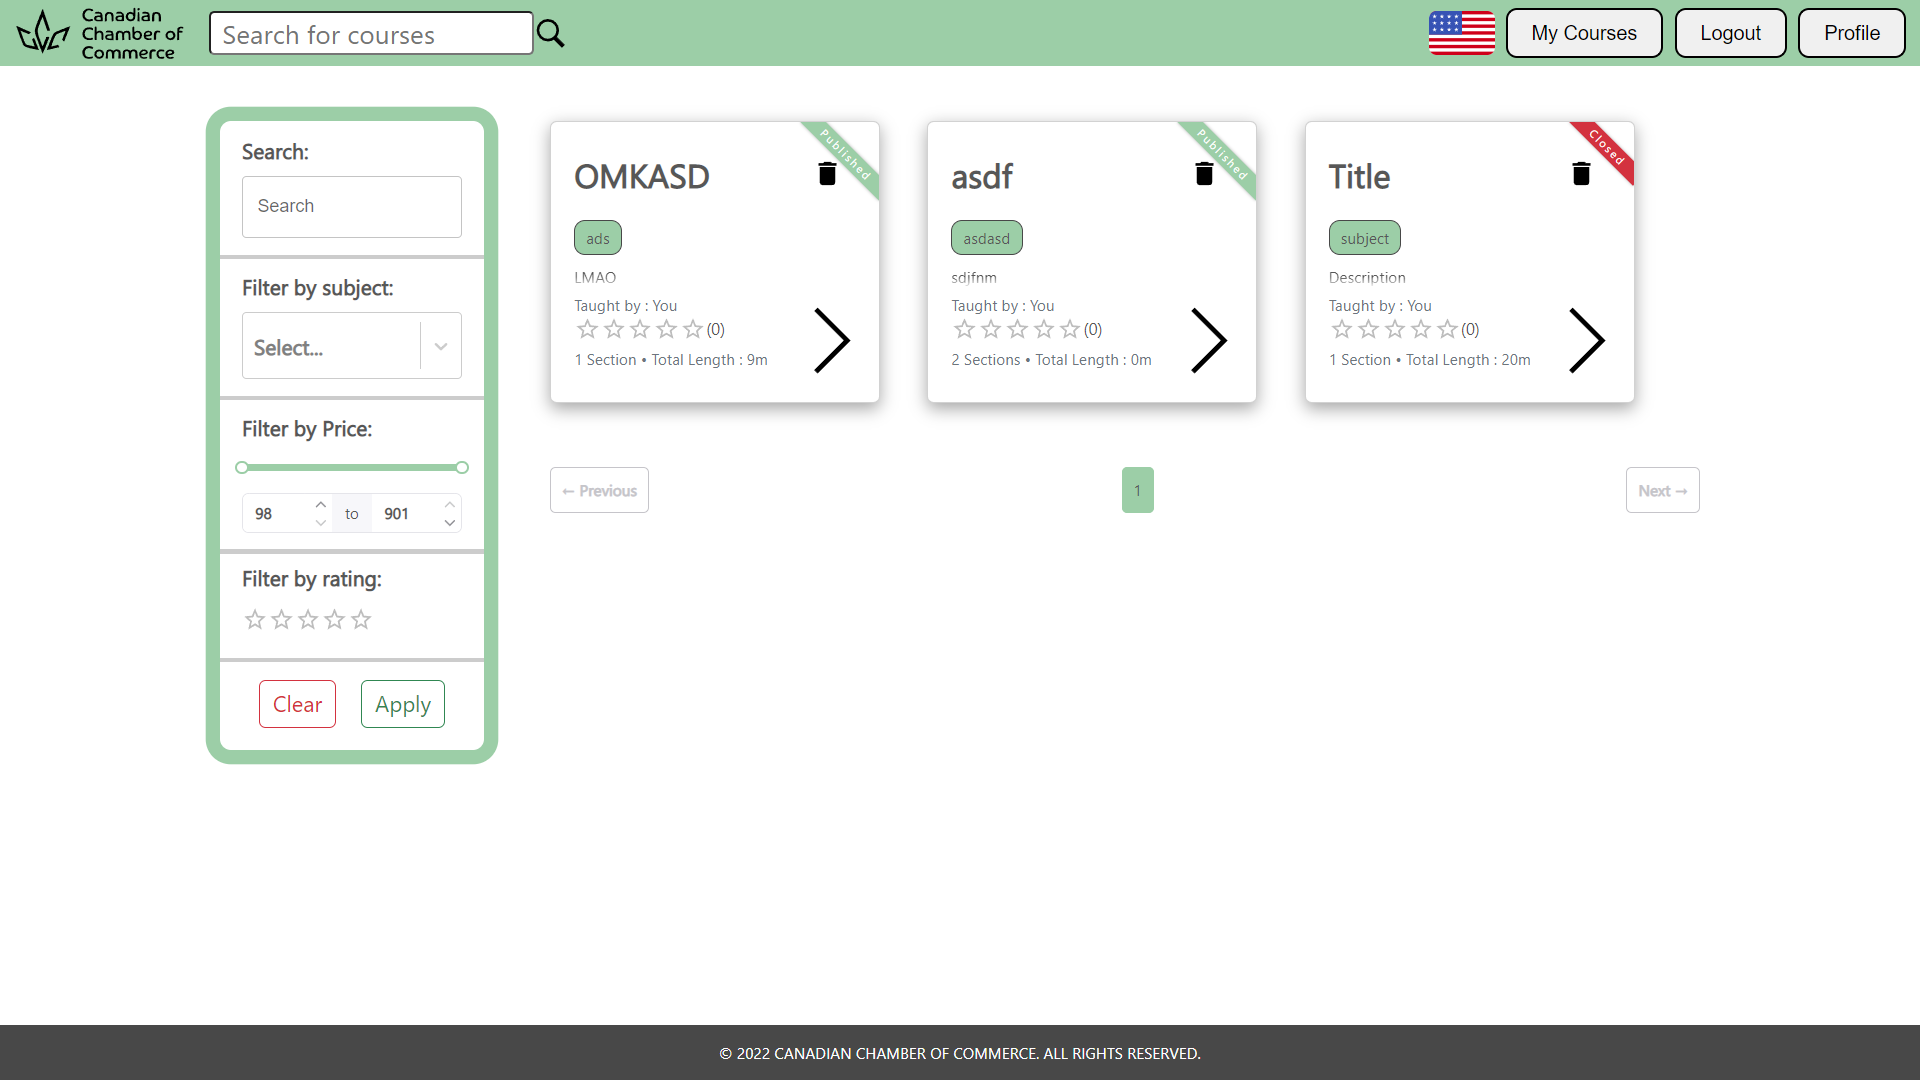 Canadian
Chamber of
Commerce
Search for courses
My Courses
Logout
Profile
Search:
Search
Filter by subject:
Select...
Filter by Price:
98
to
901
Filter by rating:
Clear
Apply
Published
OMKASD
ads
LMAO
Taught by : You
(0)
1 Section • Total Length : 9m
Published
asdf
asdasd
sdjfnm
Taught by : You
(0)
2 Sections • Total Length : 0m
Closed
Title
subject
Description
Taught by : You
(0)
1 Section • Total Length : 20m
← Previous
1
Next →
© 2022 CANADIAN CHAMBER OF COMMERCE. ALL RIGHTS RESERVED.